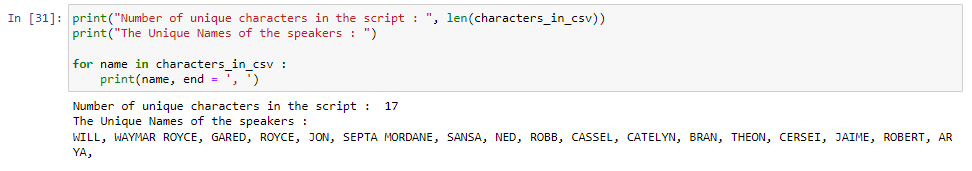 In [31]: print("Number of unique characters in the script : ", len(characters_in_csv))
print("The Unique Names of the speakers : ")
for name in characters_in_csv :
print(name, end = ', ')
Number of unique characters in the script :  17
The Unique Names of the speakers :
WILL, WAYMAR ROYCE, GARED, ROYCE, JON, SEPTA MORDANE, SANSA, NED, ROBB, CASSEL, CATELYN, BRAN, THEON, CERSEI, JAIME, ROBERT, AR
YA,